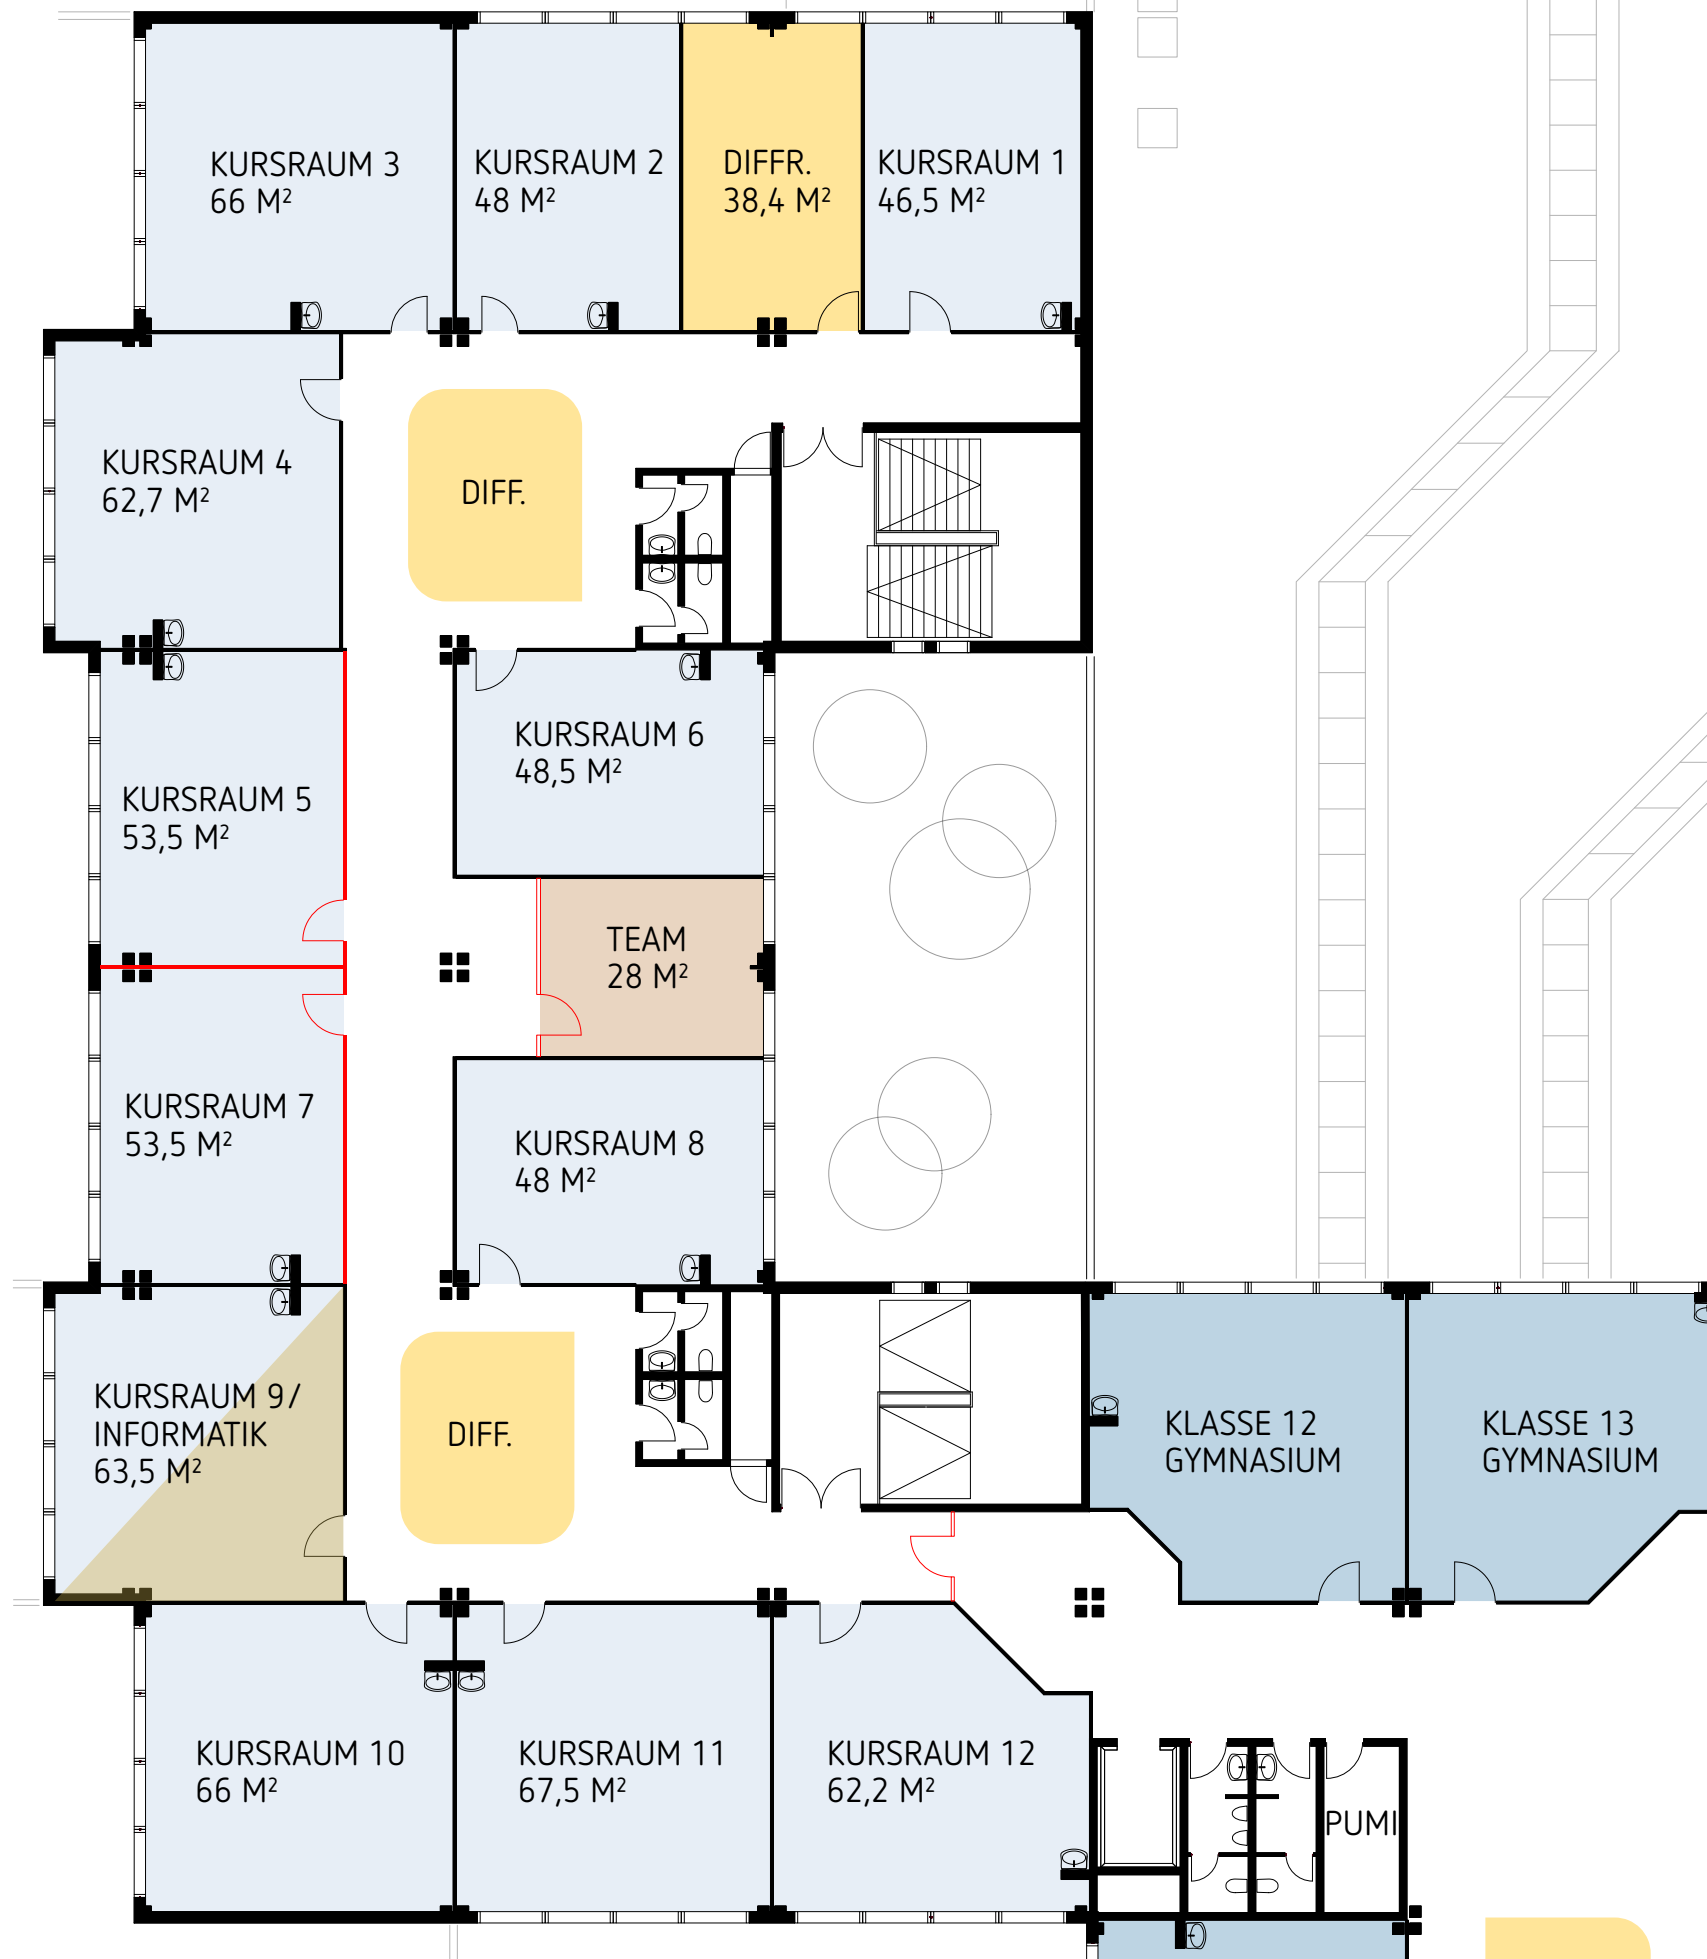 KURSRAUM 3
66 M²
KURSRAUM 2
48 M²
DIFFR.
38,4 M²
KURSRAUM 1
46,5 M²
KURSRAUM 4
62,7 M²
DIFF.
KURSRAUM 6
48,5 M²
KURSRAUM 5
53,5 M²
TEAM
28 M²
KURSRAUM 7
53,5 M²
KURSRAUM 8
48 M²
KURSRAUM 9/
INFORMATIK
63,5 M²
DIFF.
KLASSE 12
GYMNASIUM
KLASSE 13
GYMNASIUM
KURSRAUM 10
66 M²
KURSRAUM 11
67,5 M²
KURSRAUM 12
62,2 M²
PUMI